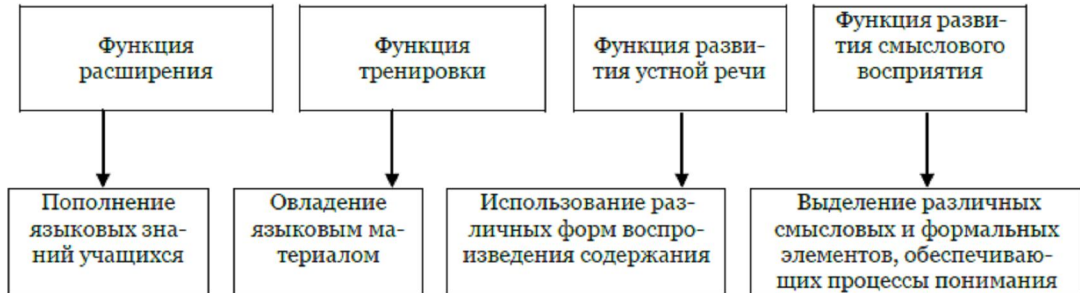 Функция
расширения
Функция
тренировки
Функция разви-
тия устной речи
Функция разви-
тия смыслового
восприятия
Пополнение
языковых зна-
ний учащихся
Овладение
языковым ма-
териалом
Использование раз-
личных форм воспро-
изведения содержания
Выделение различных
смысловых и формальных
элементов, обеспечиваю-
щих процессы понимания